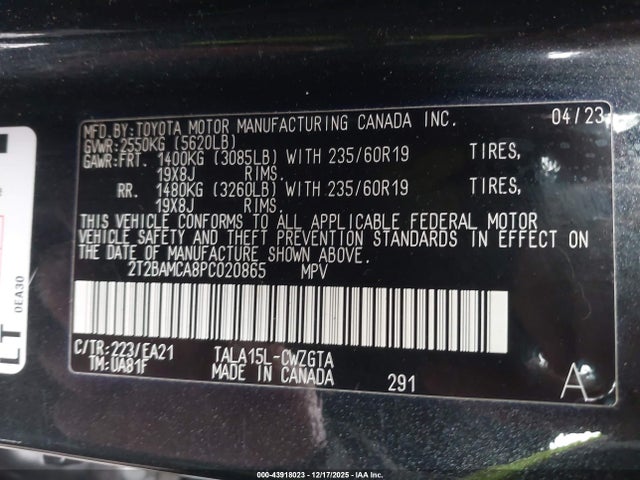 MFD.BY:TOYOTA MOTOR MANUFACTURING CANADA INC. 04/23
GVWR:2550KG (5620LB)
GAWR:FRT. 1400KG (3085LB) WITH 235/60R19 TIRES,
19X8J RIMS.
RR. 1480KG (3260LB) WITH 235/60R19 TIRES,
19X8J RIMS.
THIS VEHICLE CONFORMS TO ALL APPLICABLE FEDERAL MOTOR
VEHICLE SAFETY AND THEFT PREVENTION STANDARDS IN EFFECT ON
THE DATE OF MANUFACTURE SHOWN ABOVE.
2T2BAMCA8PC020865 MPV
C/TR:223/EA21 TALA15L-CWZGTA
TM:UA81F MADE IN CANADA 291
A
LT
0EA30
000-43918023 - 12/17/2025 - IAA Inc.